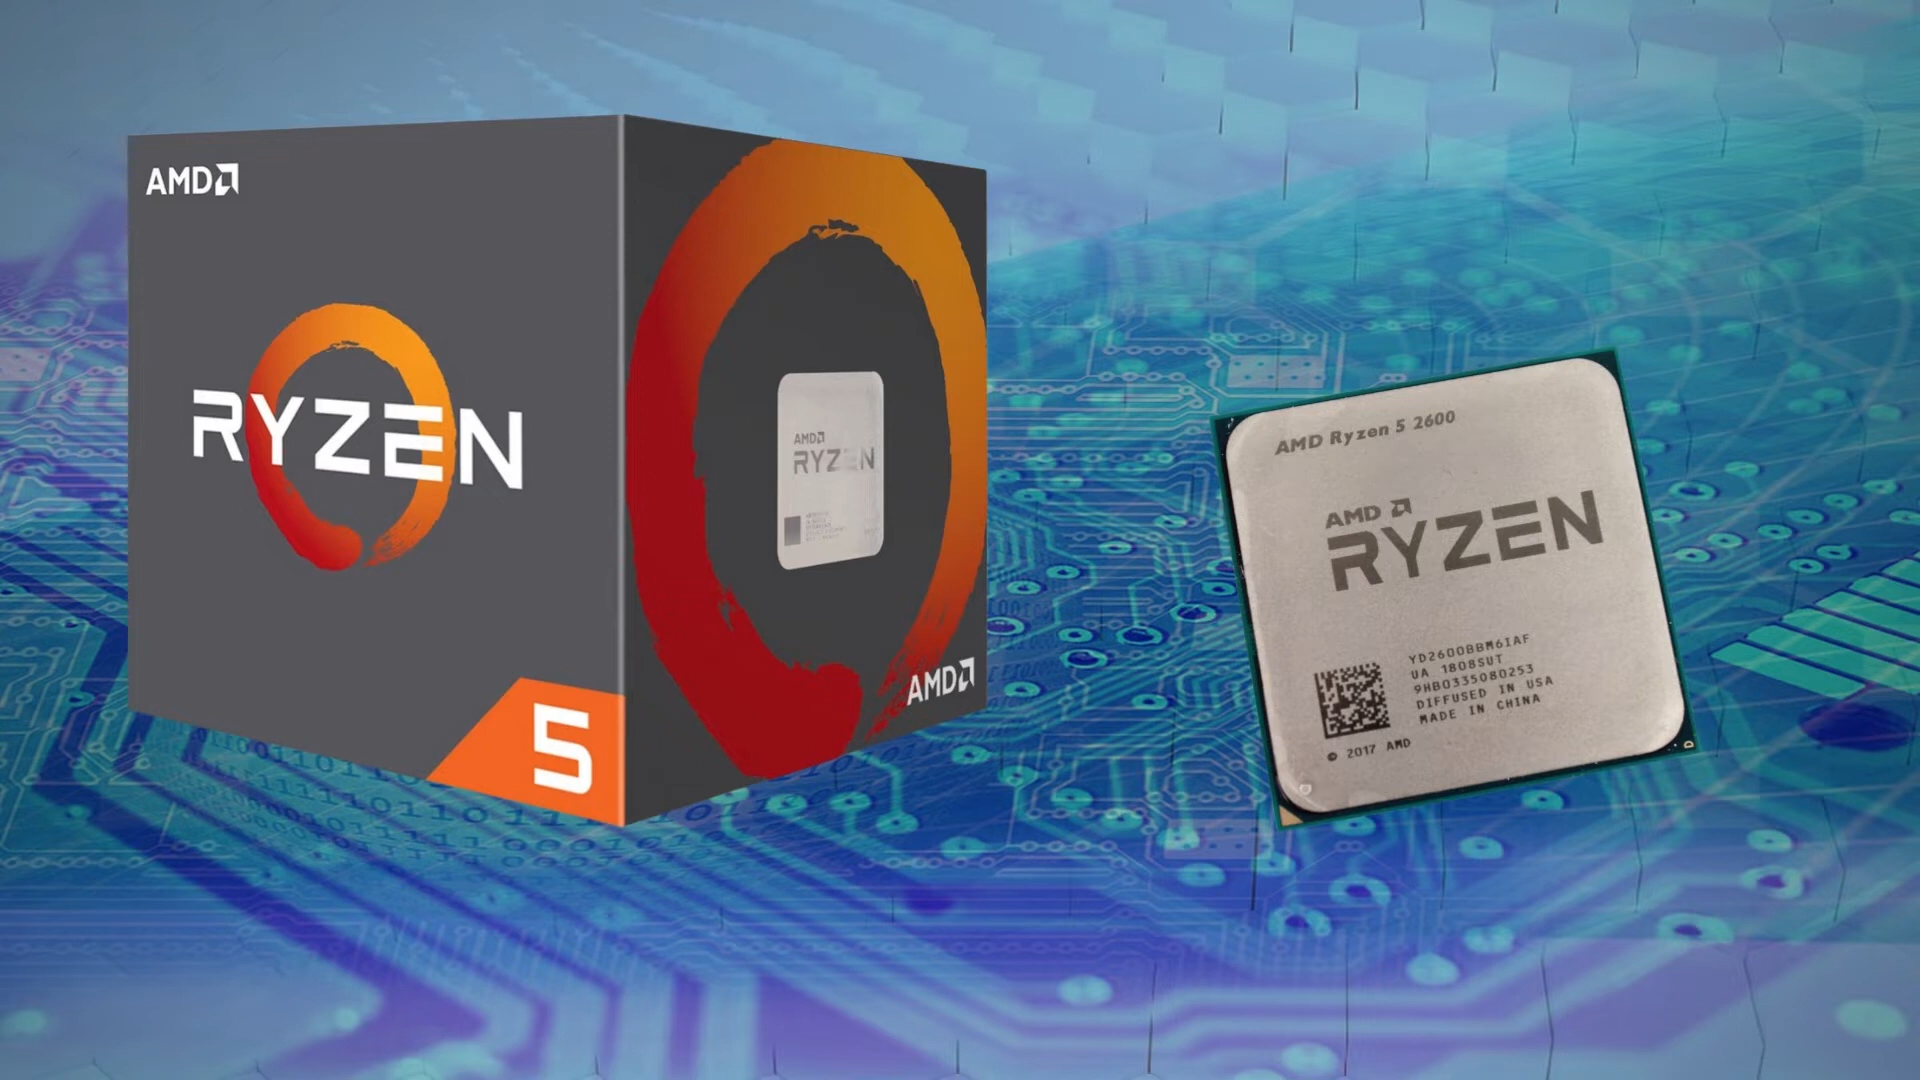 AMD
RYZEN
5
AMD
RYZEN
AMD
AMD Ryzen 5 2600
AMD
RYZEN
YD2600BBM6IAF
UA 1808SUT
9HB0335080253
DIFFUSED IN USA
MADE IN CHINA
© 2017 AMD